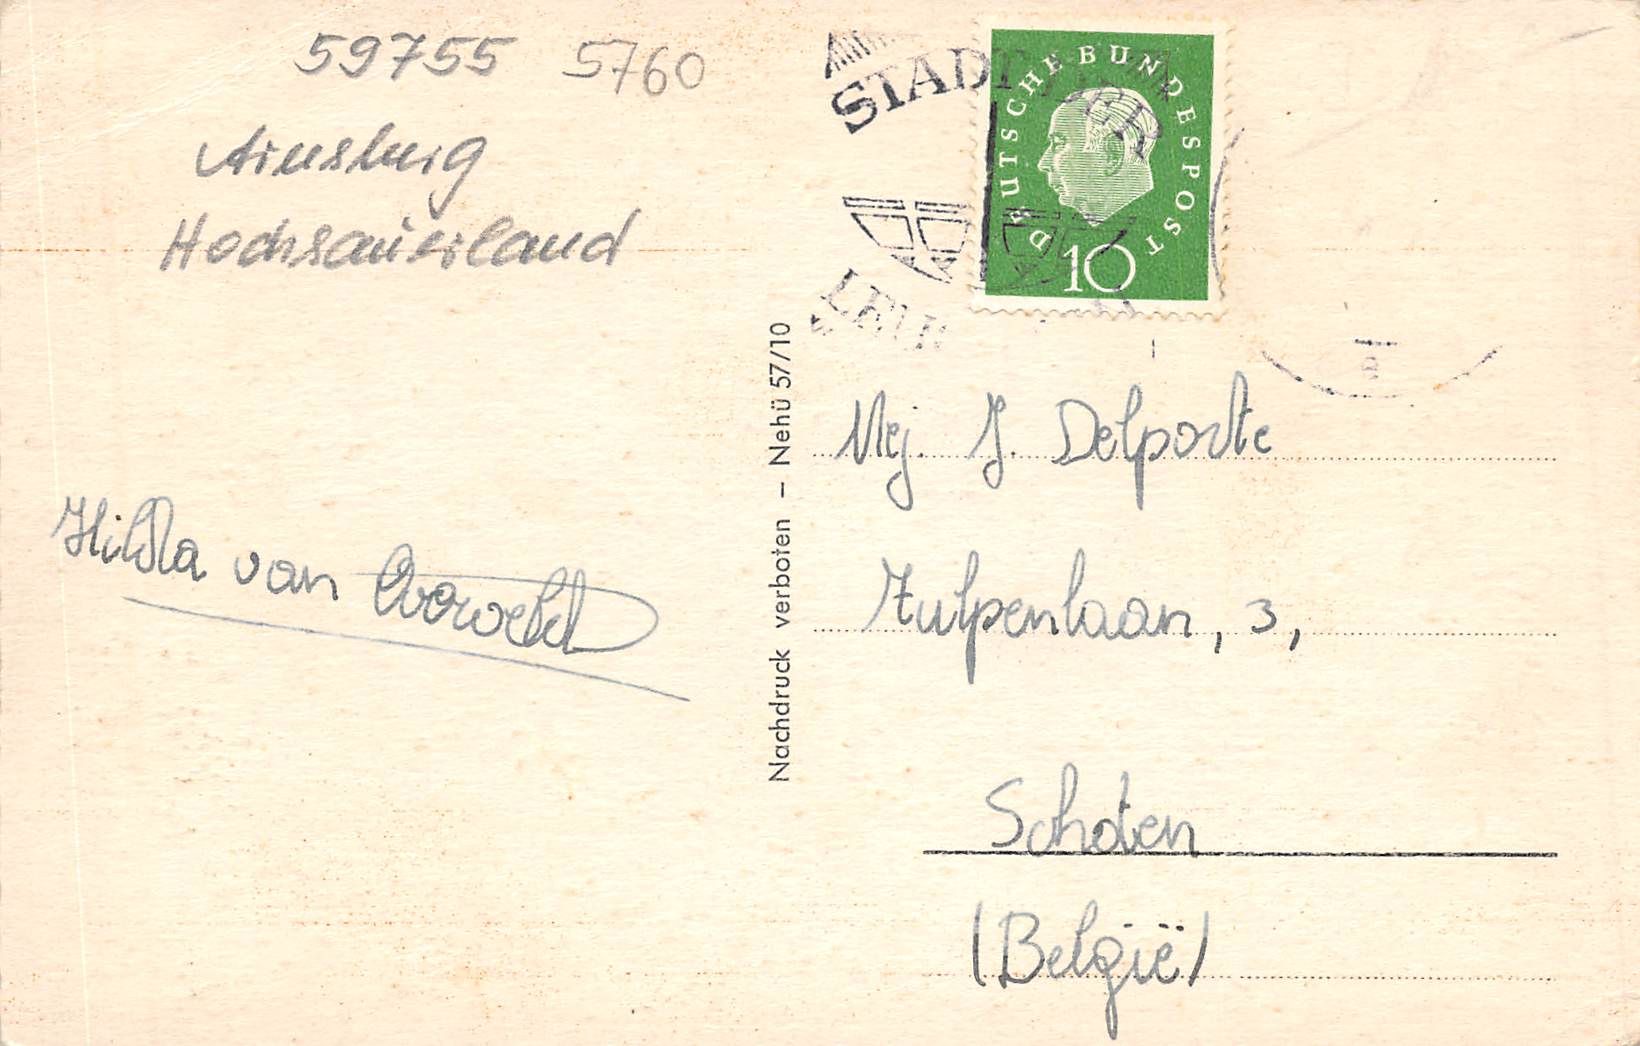 59755 5760
Arnsberg
Hochsauerland
Hilda van
STADT DER
DEUTSCHE BUNDESPOST
10
Nachdruck verboten – Nehü 57/10
Mej. J. Delporte
Tulpenlaan, 3,
Schoten
(België)